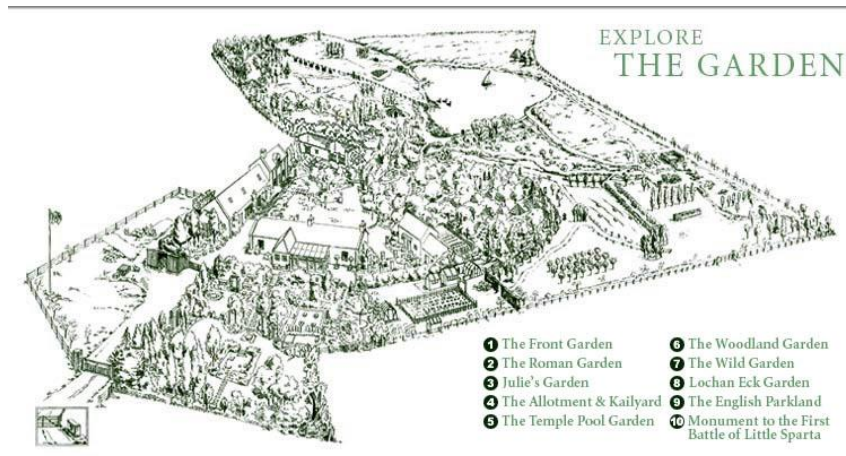 EXPLORE
THE GARDEN
1 The Front Garden
2 The Roman Garden
3 Julie's Garden
4 The Allotment & Kailyard
5 The Temple Pool Garden
6 The Woodland Garden
7 The Wild Garden
8 Lochan Eck Garden
9 The English Parkland
10 Monument to the First
Battle of Little Sparta